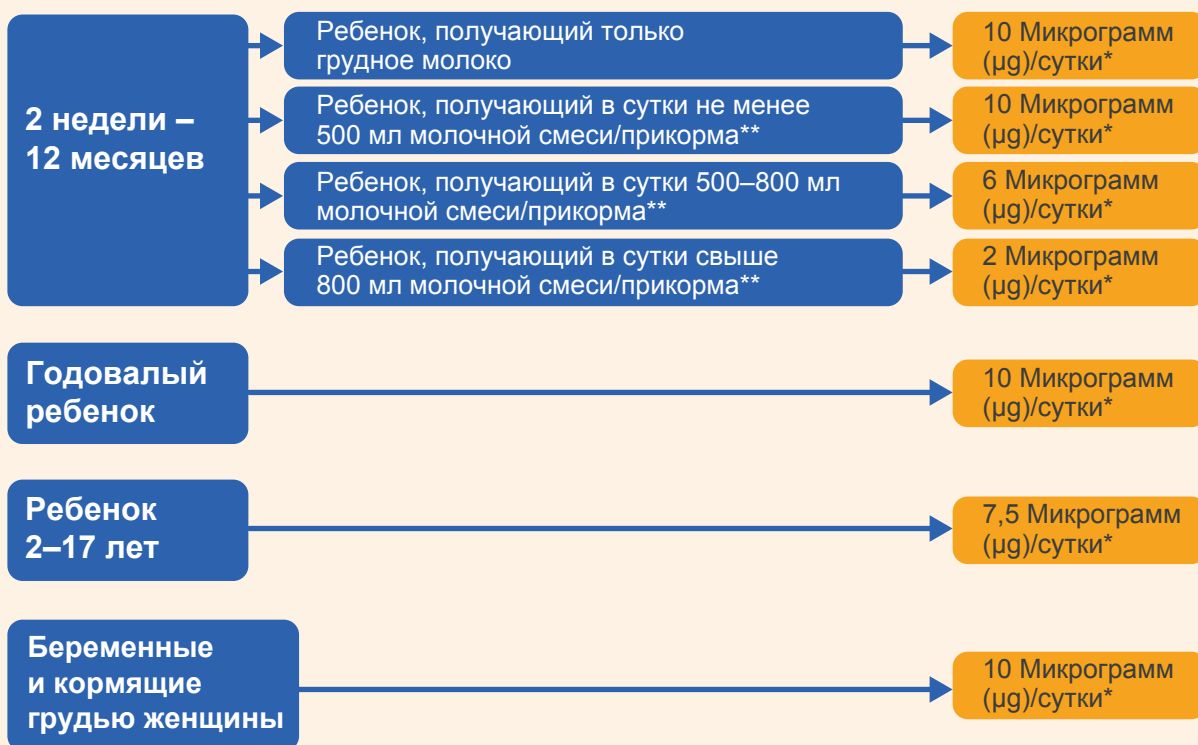 2 недели –
12 месяцев
Ребенок, получающий только
грудное молоко
10 Микрограмм
(µg)/сутки*
Ребенок, получающий в сутки не менее
500 мл молочной смеси/прикорма**
10 Микрограмм
(µg)/сутки*
Ребенок, получающий в сутки 500–800 мл
молочной смеси/прикорма**
6 Микрограмм
(µg)/сутки*
Ребенок, получающий в сутки свыше
800 мл молочной смеси/прикорма**
2 Микрограмм
(µg)/сутки*
Годовалый
ребенок
10 Микрограмм
(µg)/сутки*
Ребенок
2–17 лет
7,5 Микрограмм
(µg)/сутки*
Беременные
и кормящие
грудью женщины
10 Микрограмм
(µg)/сутки*